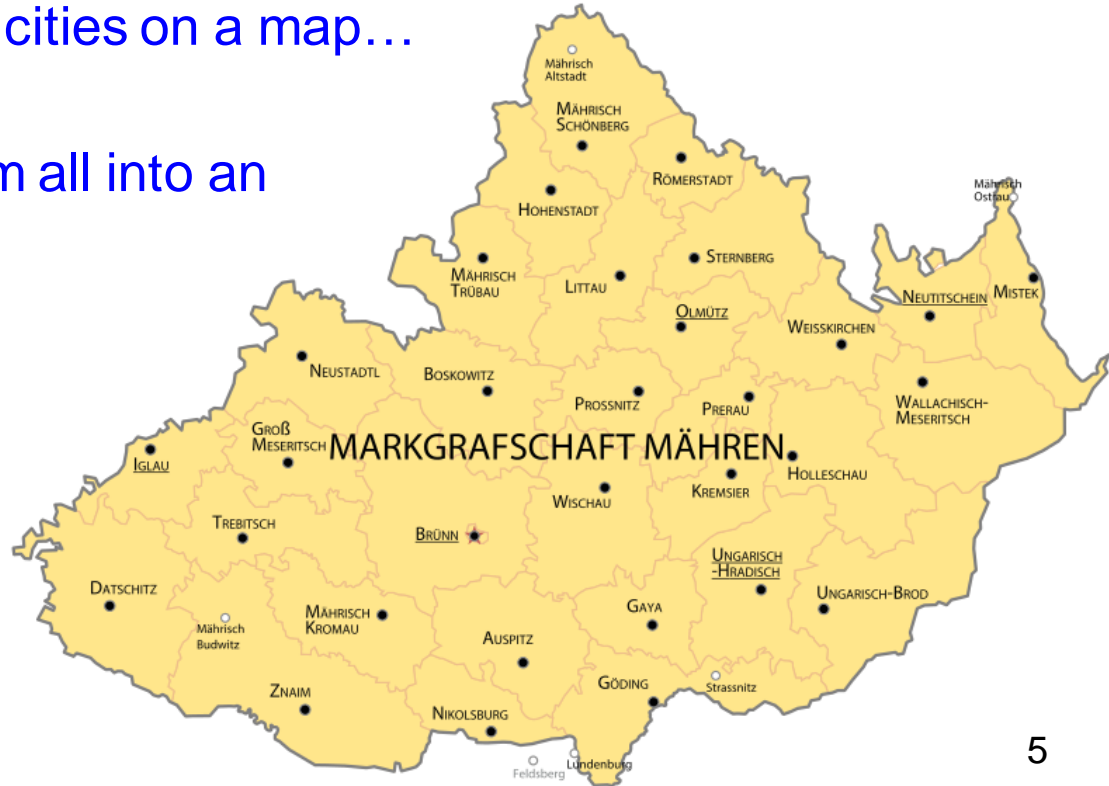 cities on a map…
m all into an
Mährisch
Altstadt
MÄHRISCH
SCHÖNBERG
RÖMERSTADT
Mährisch
Ostrau
HOHENSTADT
MÄHRISCH
TRÜBAU
STERNBERG
LITTAU
OLMÜTZ
NEUTITSCHEIN
MISTEK
WEISSKIRCHEN
NEUSTADTL
BOSKOWITZ
PROSSNITZ
PRERAU
WALLACHISCH-
MESERITSCH
GROß
MESERITSCH
MARKGRAFSCHAFT MÄHREN
IGLAU
HOLLESCHAU
WISCHAU
KREMSIER
TREBITSCH
BRÜNN
UNGARISCH
-HRADISCH
DATSCHITZ
UNGARISCH-BROD
Mährisch
Budwitz
MÄHRISCH
KROMAU
GAYA
AUSPITZ
ZNAIM
GÖDING
Strassnitz
NIKOLSBURG
Feldsberg
Lundenburg
5